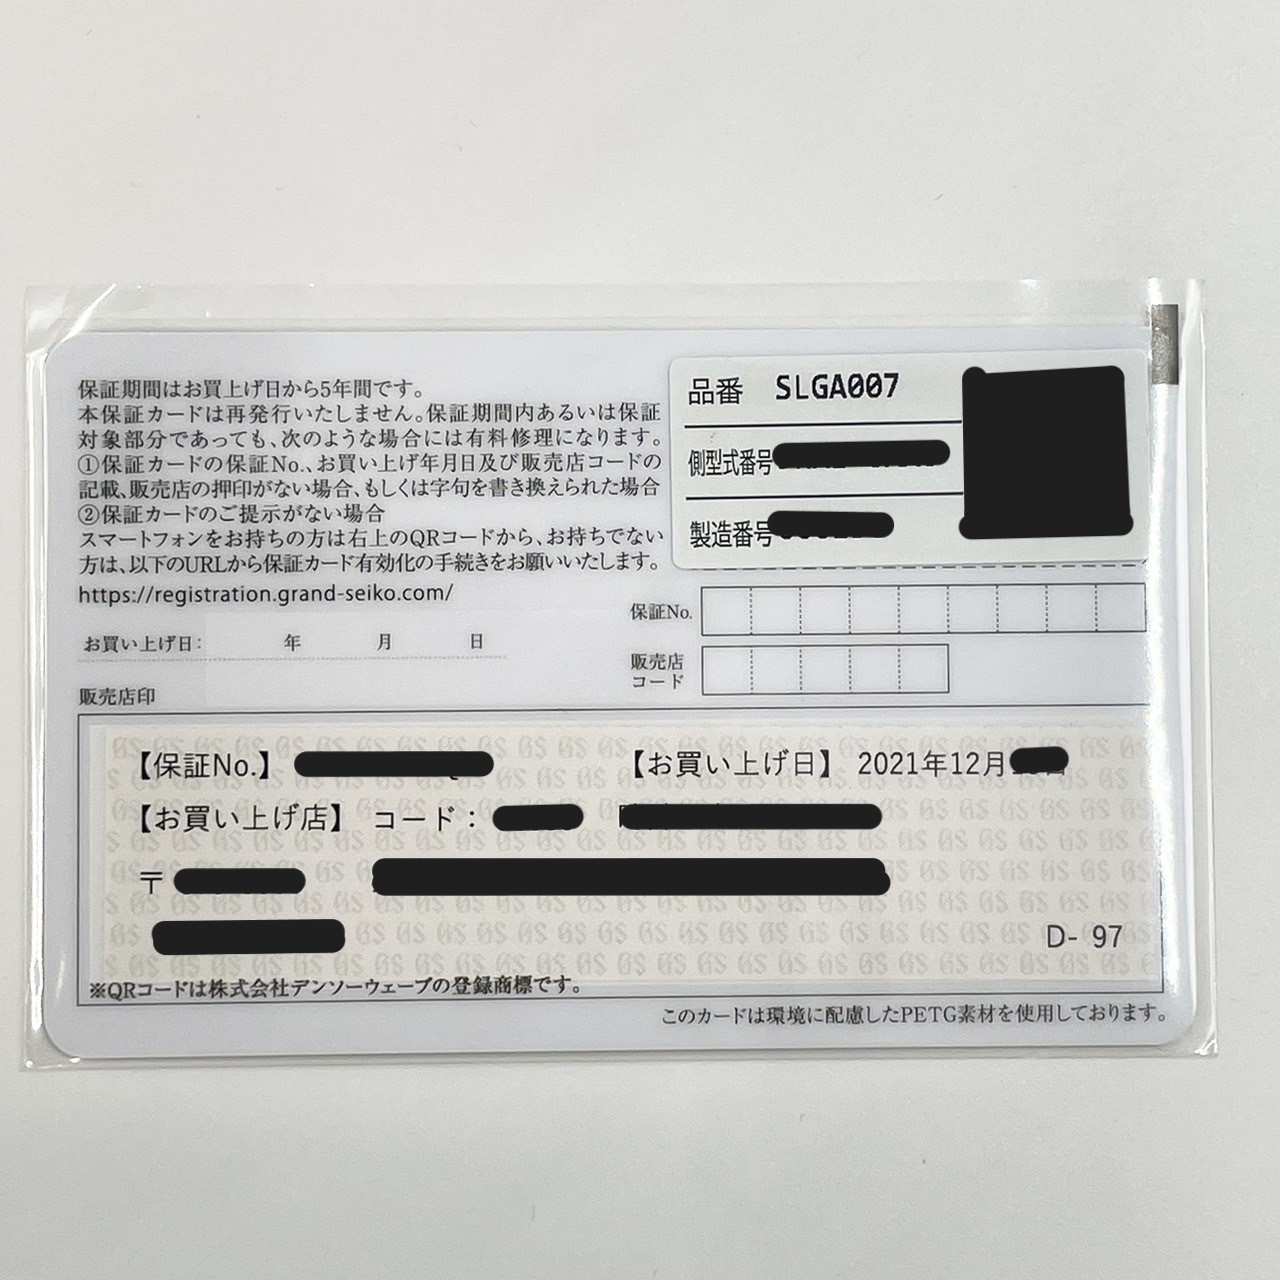 保証期間はお買上げ日から5年間です。
本保証カードは再発行いたしません。保証期間内あるいは保証
対象部分であっても、次のような場合には有料修理になります。
①保証カードの保証No.、お買い上げ年月日及び販売店コードの
記載、販売店の押印がない場合、もしくは字句を書き換えられた場合
②保証カードのご提示がない場合
スマートフォンをお持ちの方は右上のQRコードから、お持ちでない
方は、以下のURLから保証カード有効化の手続きをお願いいたします。
https://registration.grand-seiko.com/
品番 SLGA007
側型式番号
製造番号
保証No.
お買い上げ日: 年 月 日
販売店
コード
販売店印
【保証No.】 【お買い上げ日】 2021年12月
【お買い上げ店】 コード：
〒
D- 97
※QRコードは株式会社デンソーウェーブの登録商標です。
このカードは環境に配慮したPETG素材を使用しております。